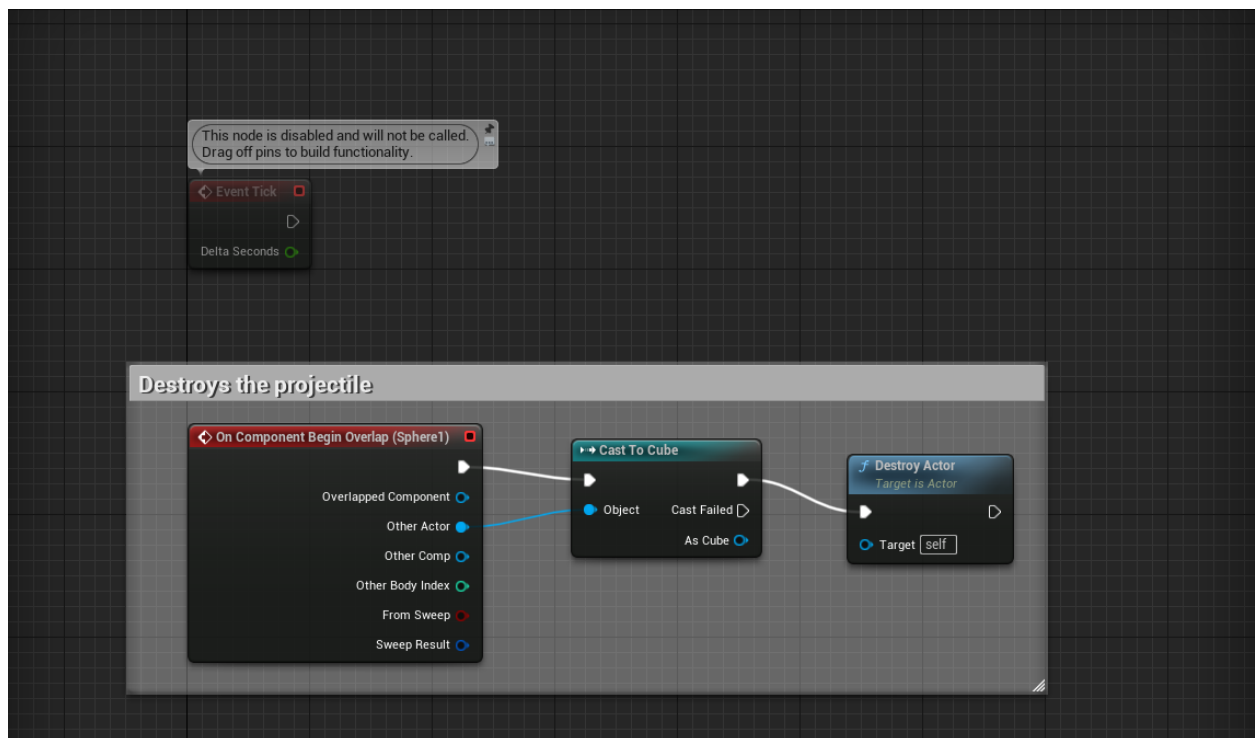 This node is disabled and will not be called.
Drag off pins to build functionality.
Event Tick
Delta Seconds
Destroys the projectile
On Component Begin Overlap (Sphere1)
Overlapped Component
Other Actor
Other Comp
Other Body Index
From Sweep
Sweep Result
Cast To Cube
Object
Cast Failed
As Cube
f Destroy Actor
Target is Actor
Target self